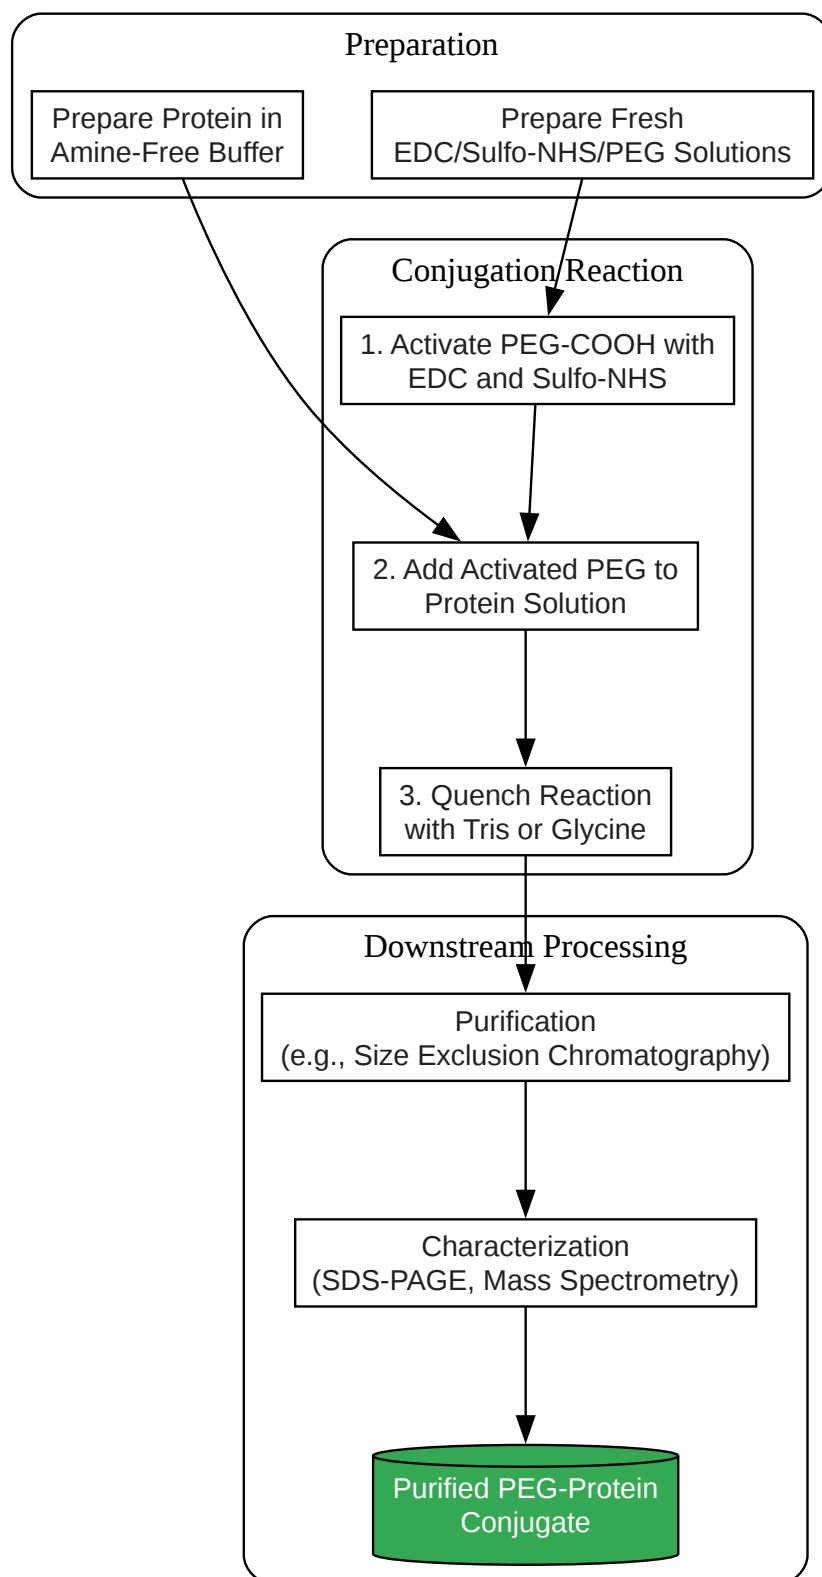 Preparation
Prepare Protein in
Amine-Free Buffer
Prepare Fresh
EDC/Sulfo-NHS/PEG Solutions
Conjugation Reaction
1. Activate PEG-COOH with
EDC and Sulfo-NHS
2. Add Activated PEG to
Protein Solution
3. Quench Reaction
with Tris or Glycine
Downstream Processing
Purification
(e.g., Size Exclusion Chromatography)
Characterization
(SDS-PAGE, Mass Spectrometry)
Purified PEG-Protein
Conjugate